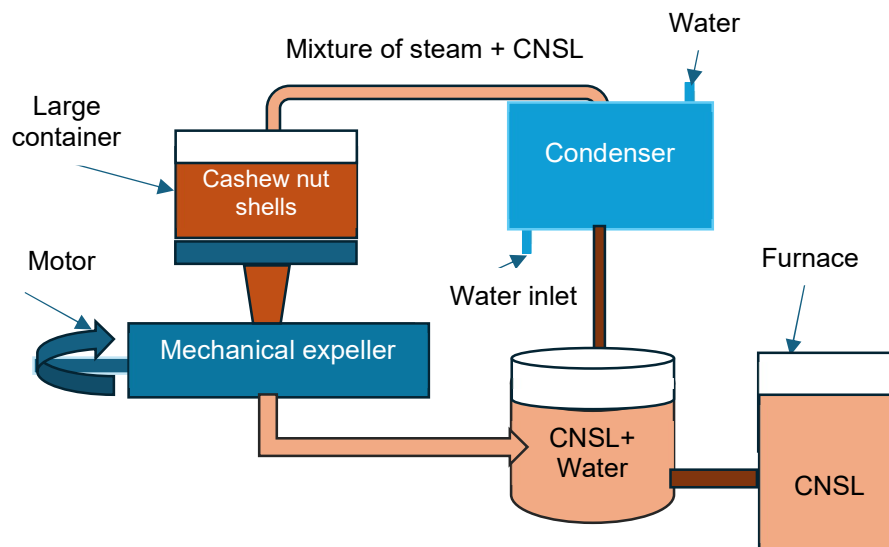 Water
Mixture of steam + CNSL
Large
container
Condenser
Cashew nut
shells
Motor
Furnace
Water inlet
Mechanical expeller
CNSL+
Water
CNSL